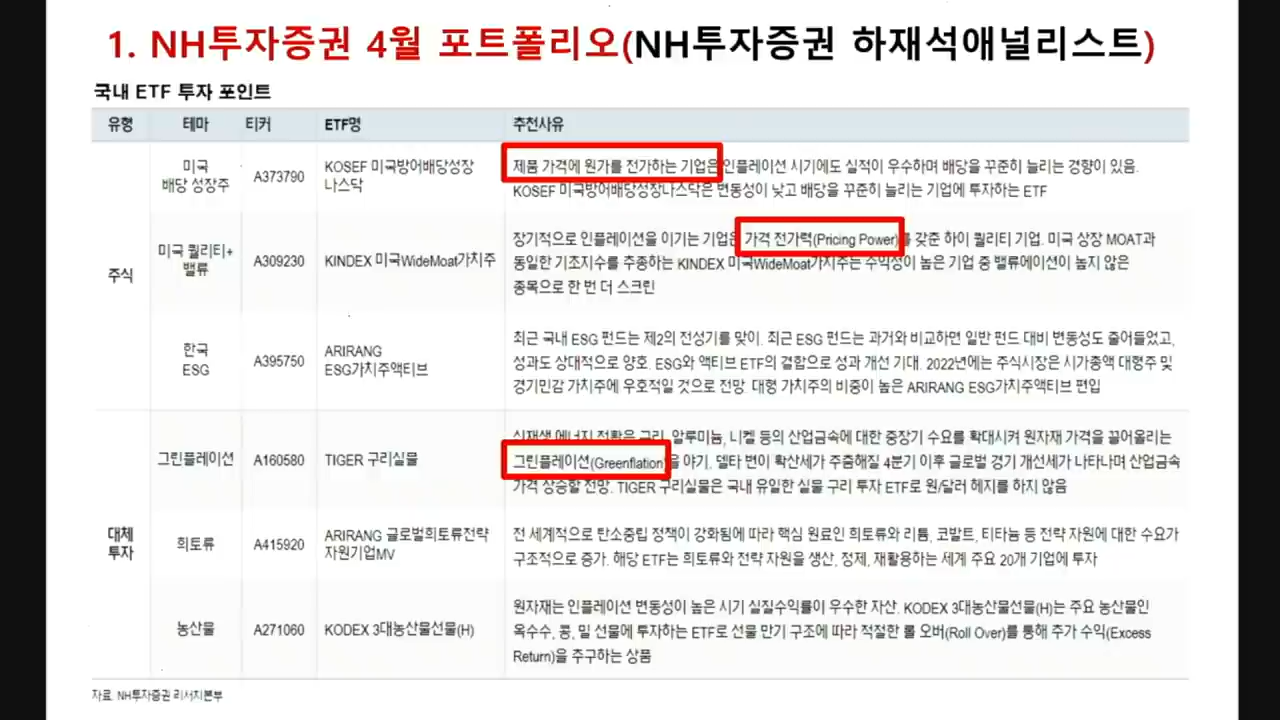 1. NH투자증권 4월 포트폴리오(NH투자증권 하재석애널리스트)
국내 ETF 투자 포인트
유형 테마 티커 ETF명 추천사유
주식
미국
배당 성장주
A373790
KOSEF 미국방어배당성장
나스닥
제품 가격에 원가를 전가하는 기업은 인플레이션 시기에도 실적이 우수하며 배당을 꾸준히 늘리는 경향이 있음.
KOSEF 미국방어배당성장나스닥은 변동성이 낮고 배당을 꾸준히 늘리는 기업에 투자하는 ETF
미국 퀄리티+
밸류
A309230
KINDEX 미국WideMoat가치주
장기적으로 인플레이션을 이기는 기업은 가격 전가력(Pricing Power)를 갖춘 하이 퀄리티 기업. 미국 상장 MOAT과
동일한 기초지수를 추종하는 KINDEX 미국WideMoat가치주는 수익성이 높은 기업 중 밸류에이션이 높지 않은
종목으로 한 번 더 스크린
한국
ESG
A395750
ARIRANG
ESG가치주액티브
최근 국내 ESG 펀드는 제2의 전성기를 맞이. 최근 ESG 펀드는 과거와 비교하면 일반 펀드 대비 변동성도 줄어들었고,
성과도 상대적으로 양호. ESG와 액티브 ETF의 결합으로 성과 개선 기대. 2022년에는 주식시장은 시가총액 대형주 및
경기민감 가치주에 우호적일 것으로 전망. 대형 가치주의 비중이 높은 ARIRANG ESG가치주액티브 편입
대체
투자
그린플레이션
A160580
TIGER 구리실물
신재생 에너지 전환은 구리, 알루미늄, 니켈 등의 산업금속에 대한 중장기 수요를 확대시켜 원자재 가격을 끌어올리는
그린플레이션(Greenflation)을 야기. 델타 변이 확산세가 주춤해질 4분기 이후 글로벌 경기 개선세가 나타나며 산업금속
가격 상승할 전망. TIGER 구리실물은 국내 유일한 실물 구리 투자 ETF로 원/달러 헤지를 하지 않음
희토류
A415920
ARIRANG 글로벌희토류전략
자원기업MV
전 세계적으로 탄소중립 정책이 강화됨에 따라 핵심 원료인 희토류와 리튬, 코발트, 티타늄 등 전략 자원에 대한 수요가
구조적으로 증가. 해당 ETF는 희토류와 전략 자원을 생산, 정제, 재활용하는 세계 주요 20개 기업에 투자
농산물
A271060
KODEX 3대농산물선물(H)
원자재는 인플레이션 변동성이 높은 시기 실질수익률이 우수한 자산. KODEX 3대농산물선물(H)는 주요 농산물인
옥수수, 콩, 밀 선물에 투자하는 ETF로 선물 만기 구조에 따라 적절한 롤 오버(Roll Over)를 통해 추가 수익(Excess
Return)을 추구하는 상품
자료: NH투자증권 리서치본부